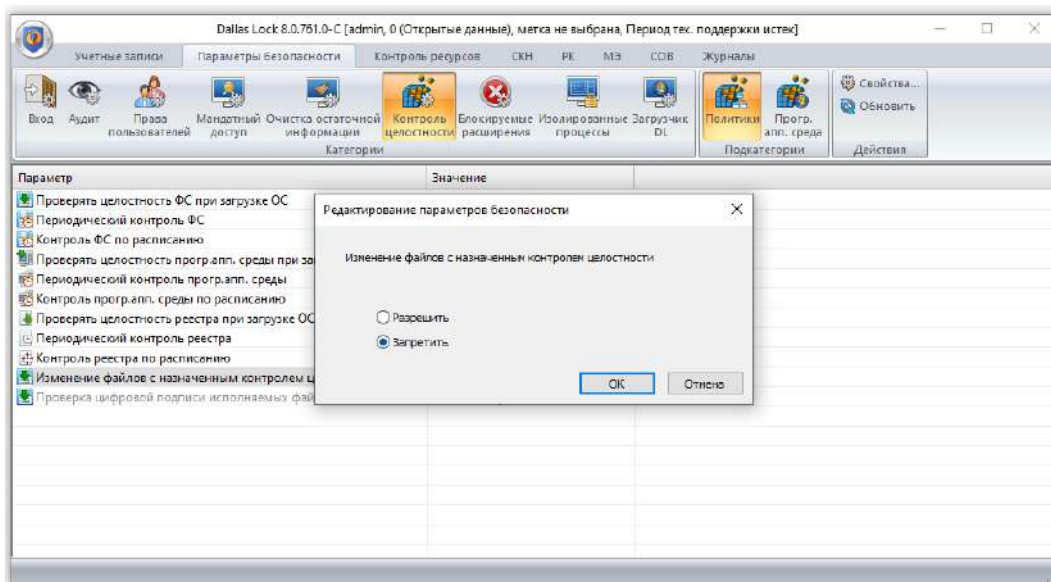 Dallas Lock 8.0.761.0-C [admin, 0 (Открытые данные), метка не выбрана, Период тех. поддержки истек]
Учетные записи Параметры безопасности Контроль ресурсов СКН РК МЭ СОВ Журналы
Вход Аудит Права пользователей Мандатный доступ Очистка остаточной информации Контроль целостности Блокируемые расширения Изолированные процессы Загрузчик DL Политики Прогр. апп. среда
Свойства...
Обновить
Категории Подкатегории Действия
Параметр Значение
Проверять целостность ФС при загрузке ОС
Периодический контроль ФС
Контроль ФС по расписанию
Проверять целостность прогр.апп. среды при за
Периодический контроль прогр.апп. среды
Контроль прогр.апп. среды по расписанию
Проверять целостность реестра при загрузке ОС
Периодический контроль реестра
Контроль реестра по расписанию
Изменение файлов с назначенным контролем ц
Проверка цифровой подписи исполняемых фай
Редактирование параметров безопасности
Изменение файлов с назначенным контролем целостности
Разрешить
Запретить
ОК Отмена